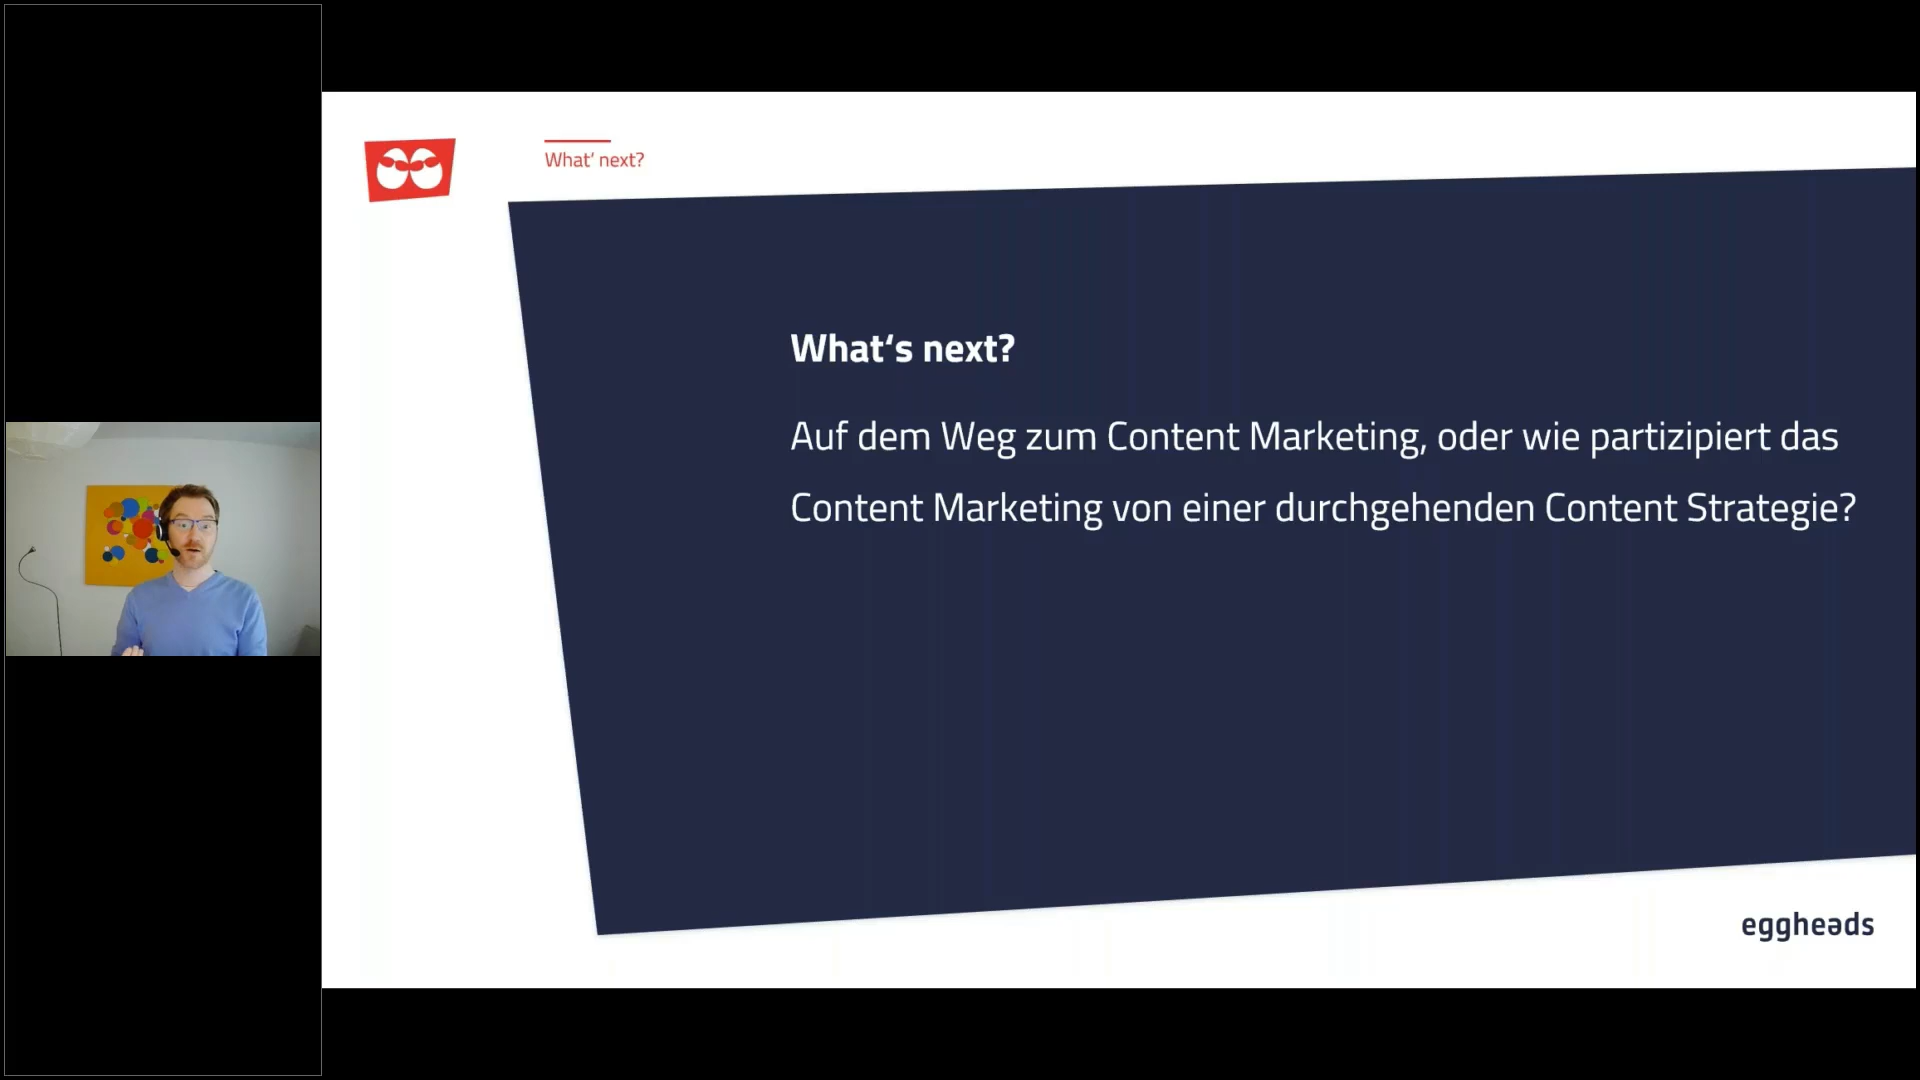 What’ next?
What‘s next?
Auf dem Weg zum Content Marketing, oder wie partizipiert das
Content Marketing von einer durchgehenden Content Strategie?
eggheads